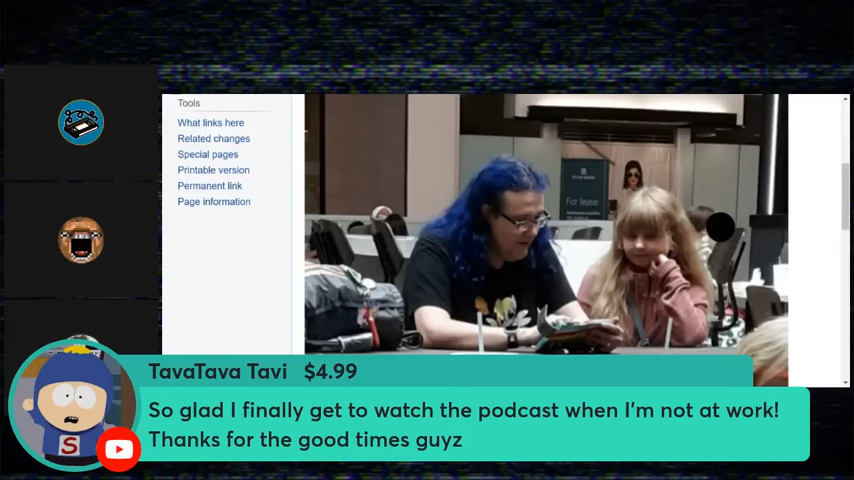 Tools
What links here
Related changes
Special pages
Printable version
Permanent link
Page information
For lease
TavaTava Tavi $4.99
So glad I finally get to watch the podcast when I'm not at work!
Thanks for the good times guyz
S